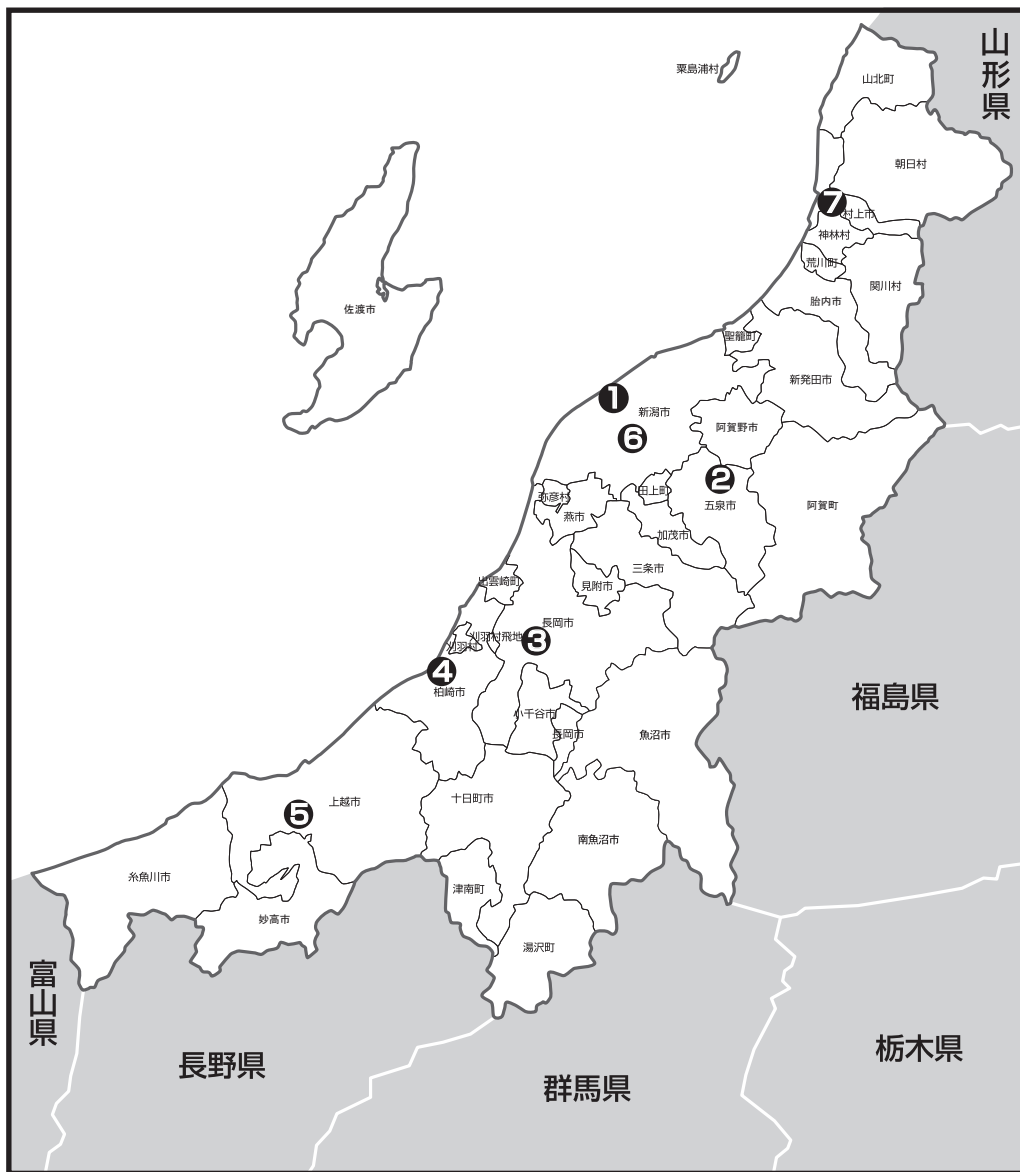 山形県
粟島浦村
山北町
朝日村
7
村上市
神林村
荒川町
関川村
胎内市
佐渡市
聖籠町
新発田市
1
新潟市
6
阿賀野市
2
五泉市
阿賀町
弥彦村
田上町
燕市
加茂市
三条市
出雲崎町
見附市
長岡市
3
刈羽村飛地
刈羽村
4
柏崎市
小千谷市
長岡市
魚沼市
福島県
十日町市
上越市
5
南魚沼市
糸魚川市
津南町
妙高市
湯沢町
富山県
長野県
群馬県
栃木県